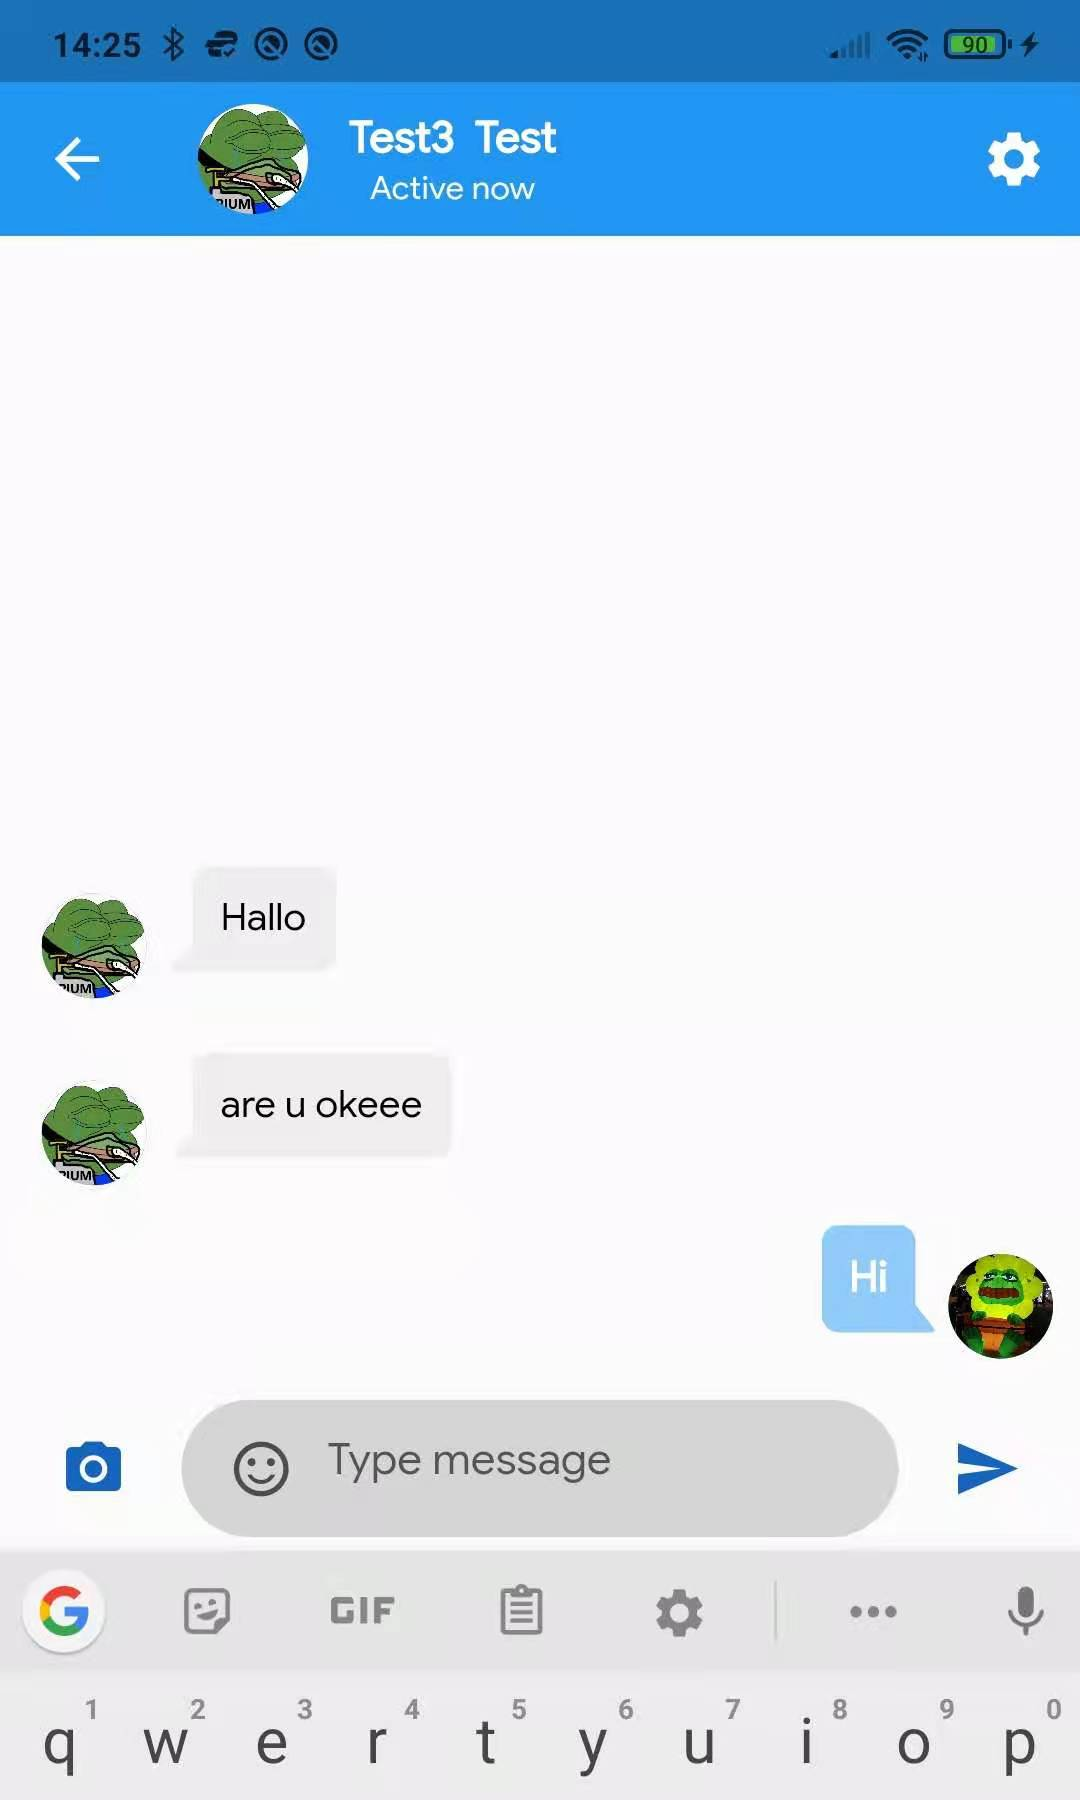 14:25
90
Test3 Test
Active now
Hallo
are u okeee
Hi
Type message
GIF
1 2 3 4 5 6 7 8 9 0
q w e r t y u i o p